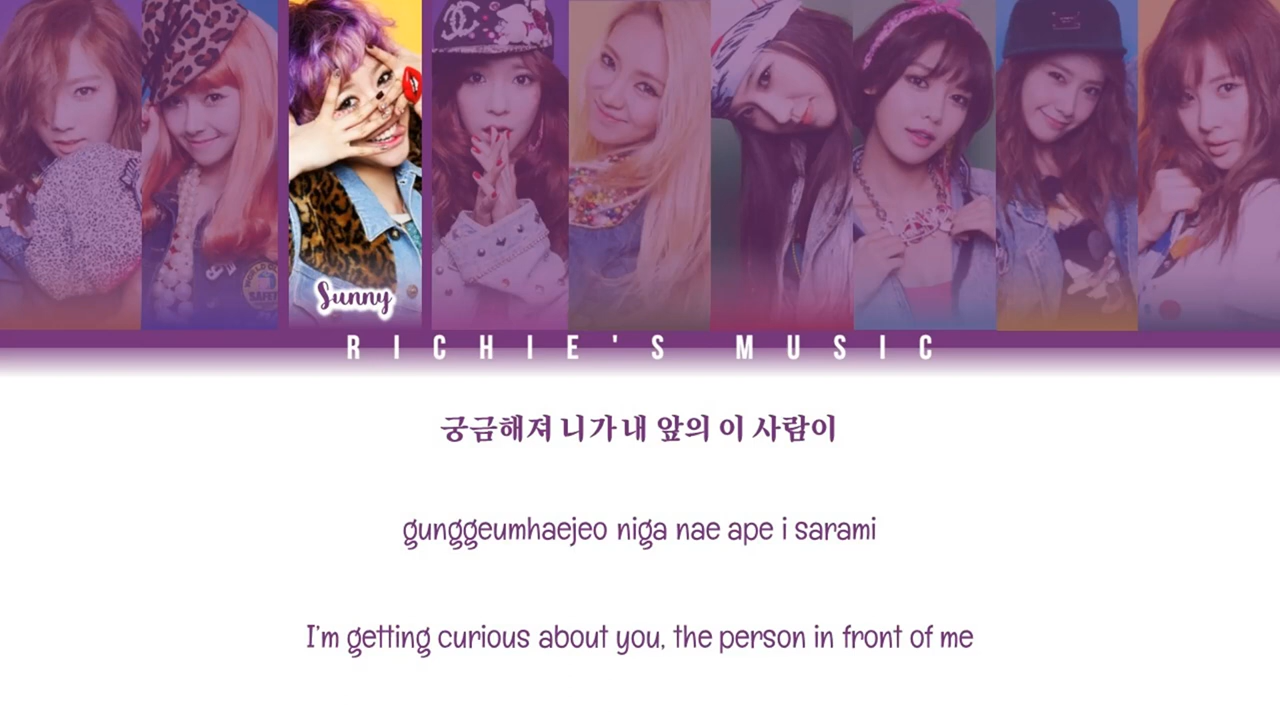 Sunny
RICHIE'S MUSIC
궁금해져 니가 내 앞의 이 사람이
gunggeumhaejeo niga nae ape i sarami
I'm getting curious about you, the person in front of me